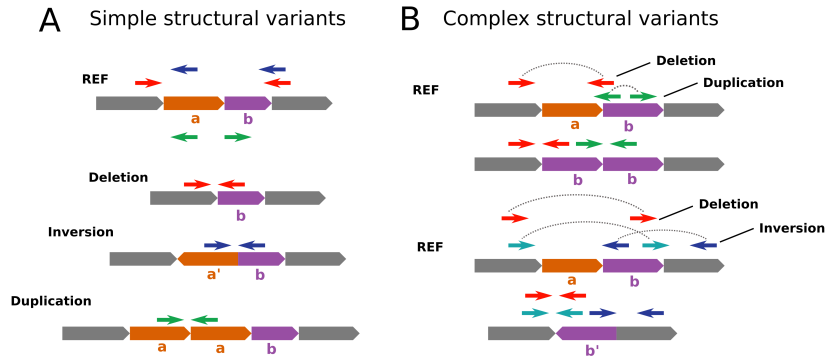 A Simple structural variants
REF
a b
Deletion
b
Inversion
a' b
Duplication
a a b
B Complex structural variants
Deletion
Duplication
REF
a b
b b
Deletion
Inversion
REF
a b
b'